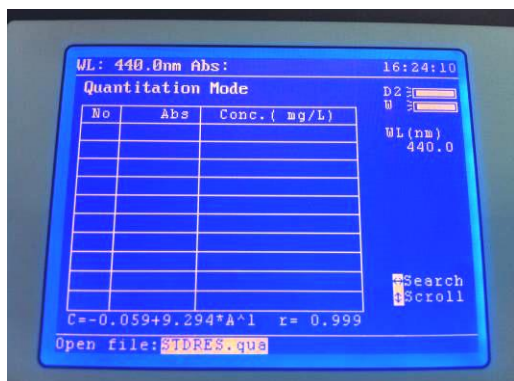 WL: 440.0nm Abs: 16:24:10
Quantitation Mode
D2
W
No Abs Conc.( mg/L)
WL(nm)
440.0
Search
Scroll
C=-0.059+9.294*A^1 r= 0.999
Open file:STDRES.qua